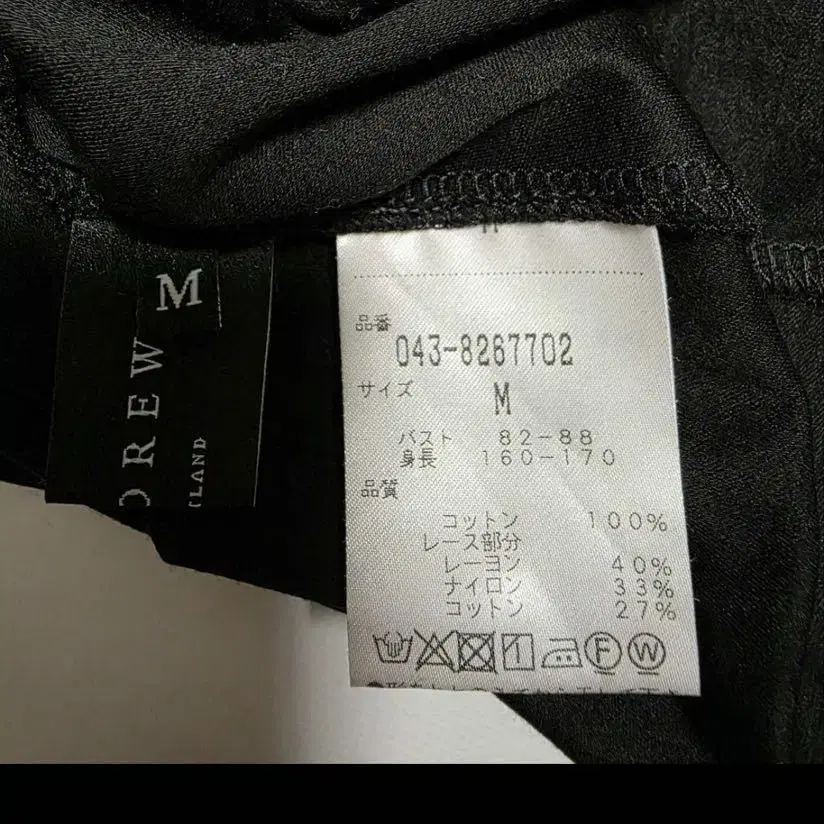 M
REW
品番
043-8267702
サイズ
M
バスト 82-88
身長 160-170
品質
コットン 100%
レース部分
レーヨン 40%
ナイロン 33%
コットン 27%
F
W